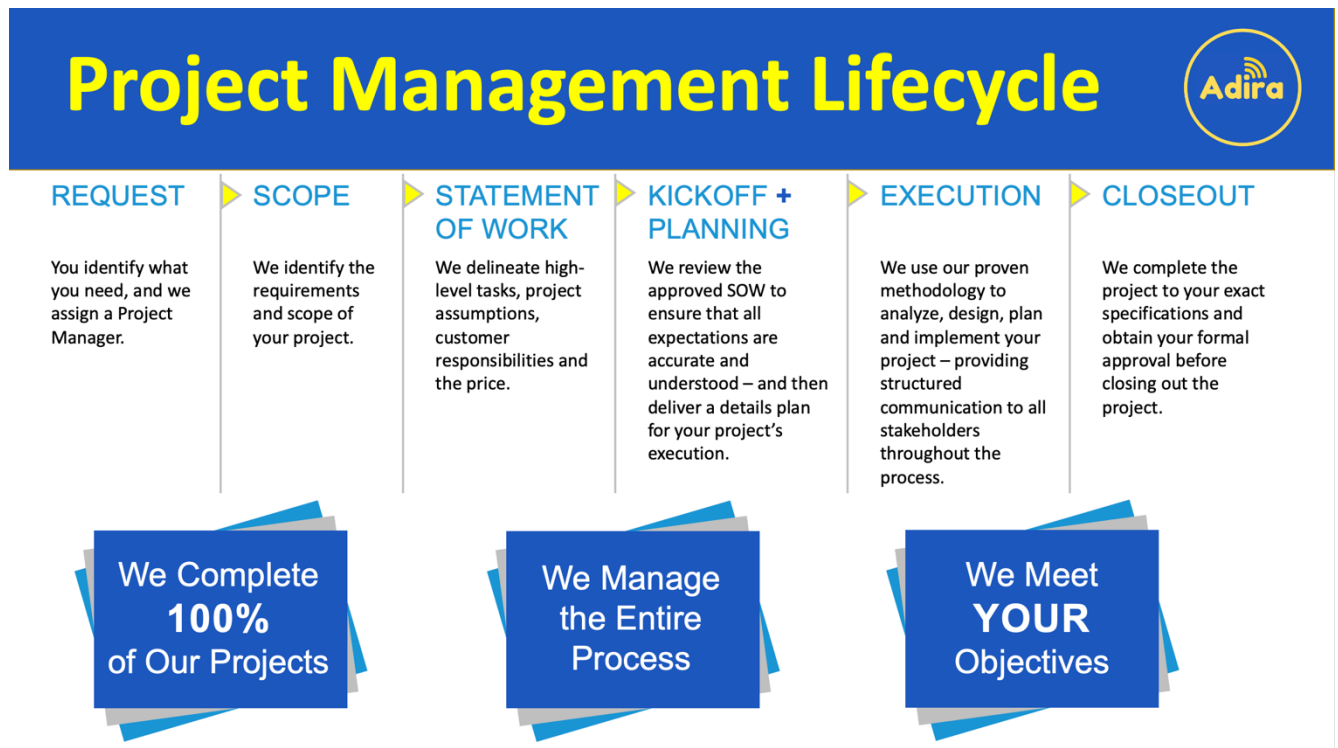 Project Management Lifecycle
Adira
REQUEST
You identify what
you need, and we
assign a Project
Manager.
SCOPE
We identify the
requirements
and scope of
your project.
STATEMENT
OF WORK
We delineate high-
level tasks, project
assumptions,
customer
responsibilities and
the price.
KICKOFF +
PLANNING
We review the
approved SOW to
ensure that all
expectations are
accurate and
understood – and then
deliver a details plan
for your project’s
execution.
EXECUTION
We use our proven
methodology to
analyze, design, plan
and implement your
project – providing
structured
communication to all
stakeholders
throughout the
process.
CLOSEOUT
We complete the
project to your exact
specifications and
obtain your formal
approval before
closing out the
project.
We Complete
100%
of Our Projects
We Manage
the Entire
Process
We Meet
YOUR
Objectives